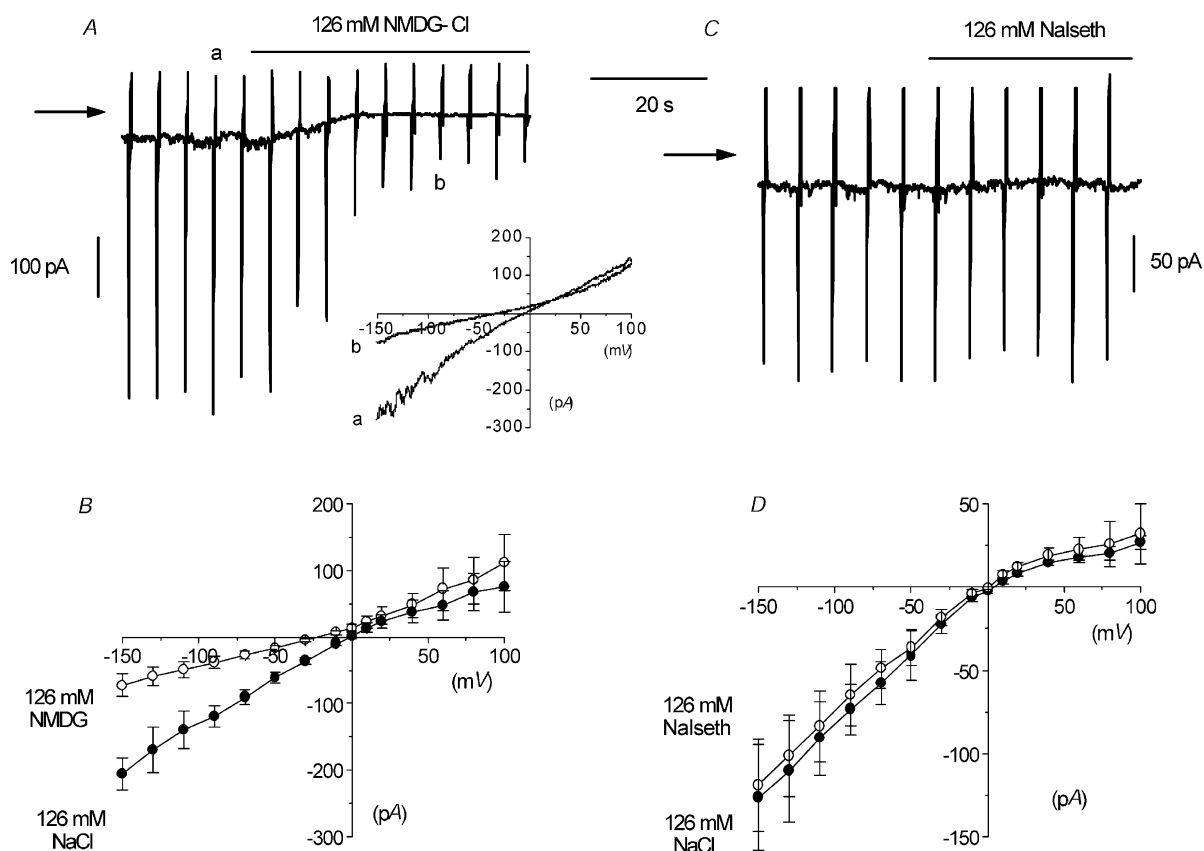 A
126 mM NMDG-Cl
a
b
100 pA
200
100
-150
-100
-50
50
100
(mV)
b
-100
-200
(pA)
a
-300
20 s
C
126 mM NaIseth
50 pA
B
200
100
-150
-100
-50
50
100
(mV)
126 mM
NMDG
-100
-200
(pA)
126 mM
NaCl
-300
D
50
-150
-100
-50
50
100
(mV)
-50
126 mM
NaIseth
-100
(pA)
126 mM
NaCl
-150